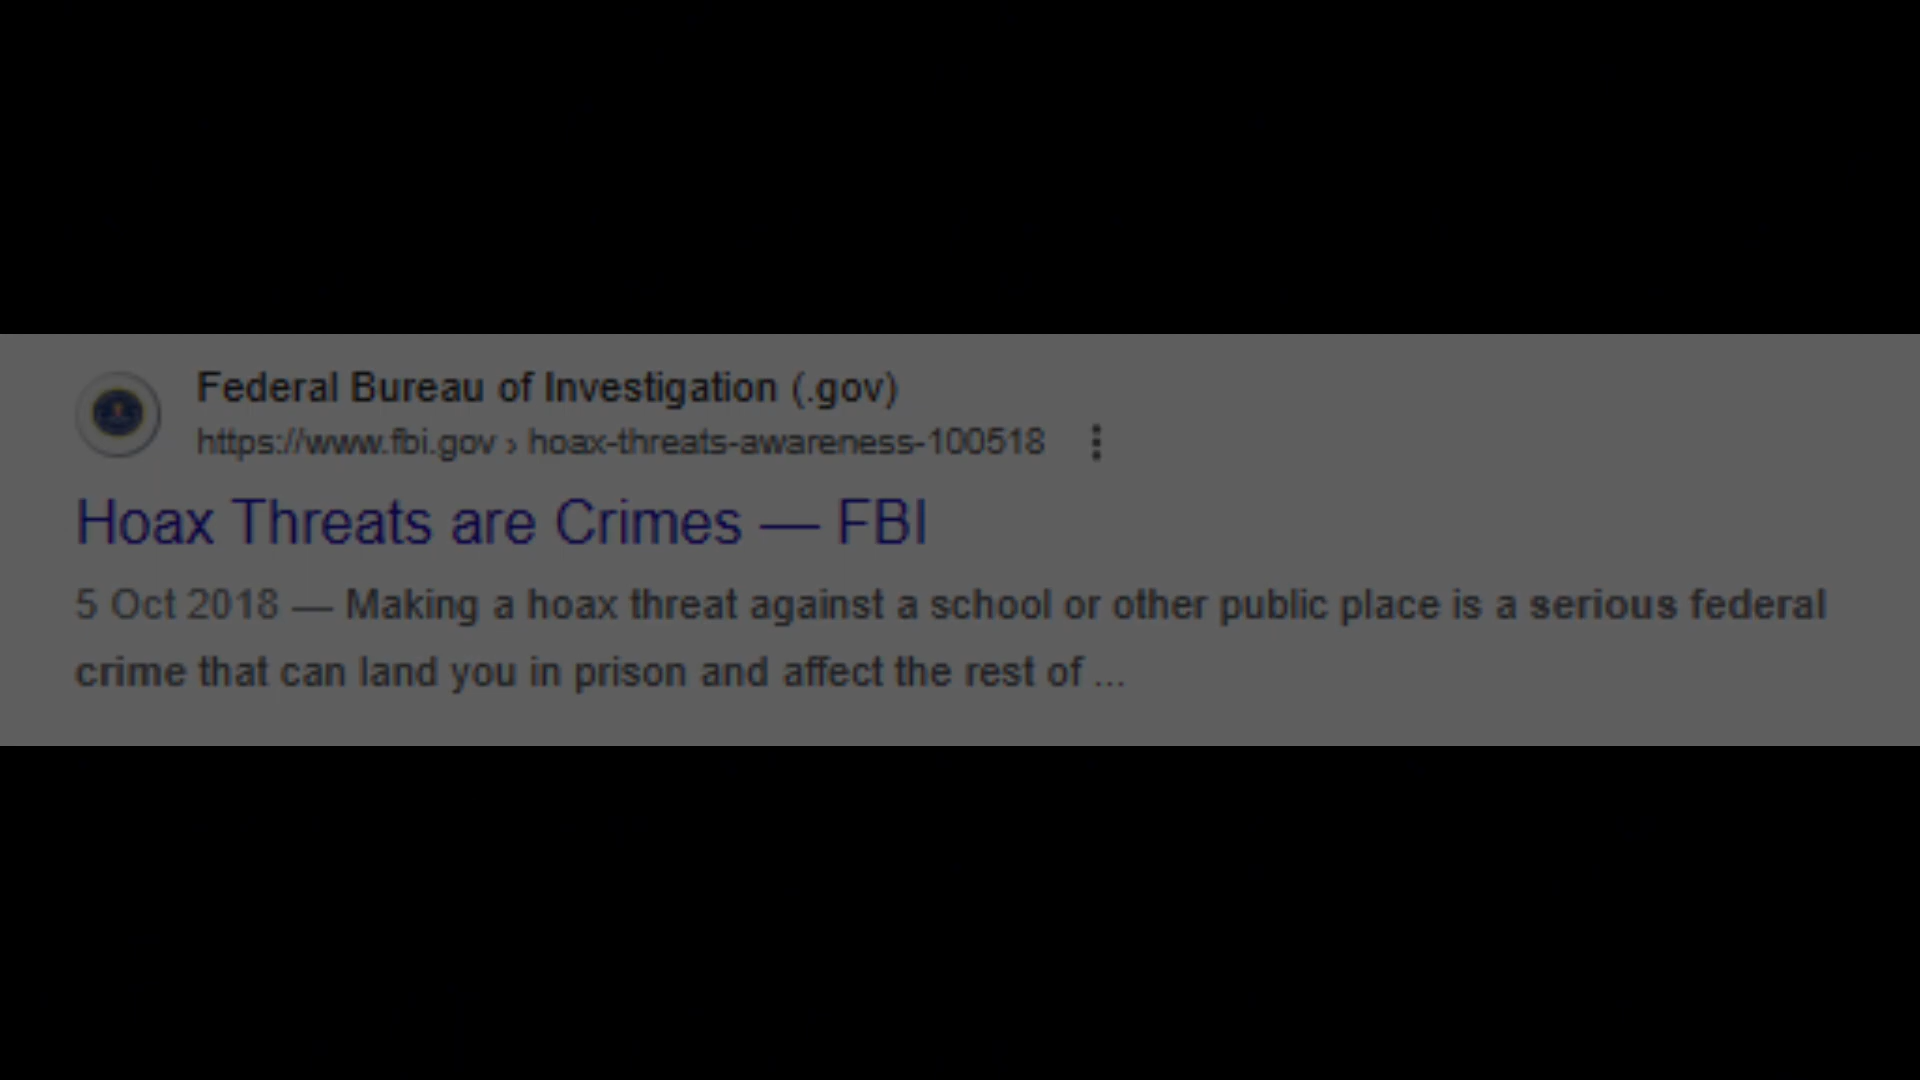 Federal Bureau of Investigation (.gov)
https://www.fbi.gov › hoax-threats-awareness-100518
Hoax Threats are Crimes — FBI
5 Oct 2018 — Making a hoax threat against a school or other public place is a serious federal
crime that can land you in prison and affect the rest of ...